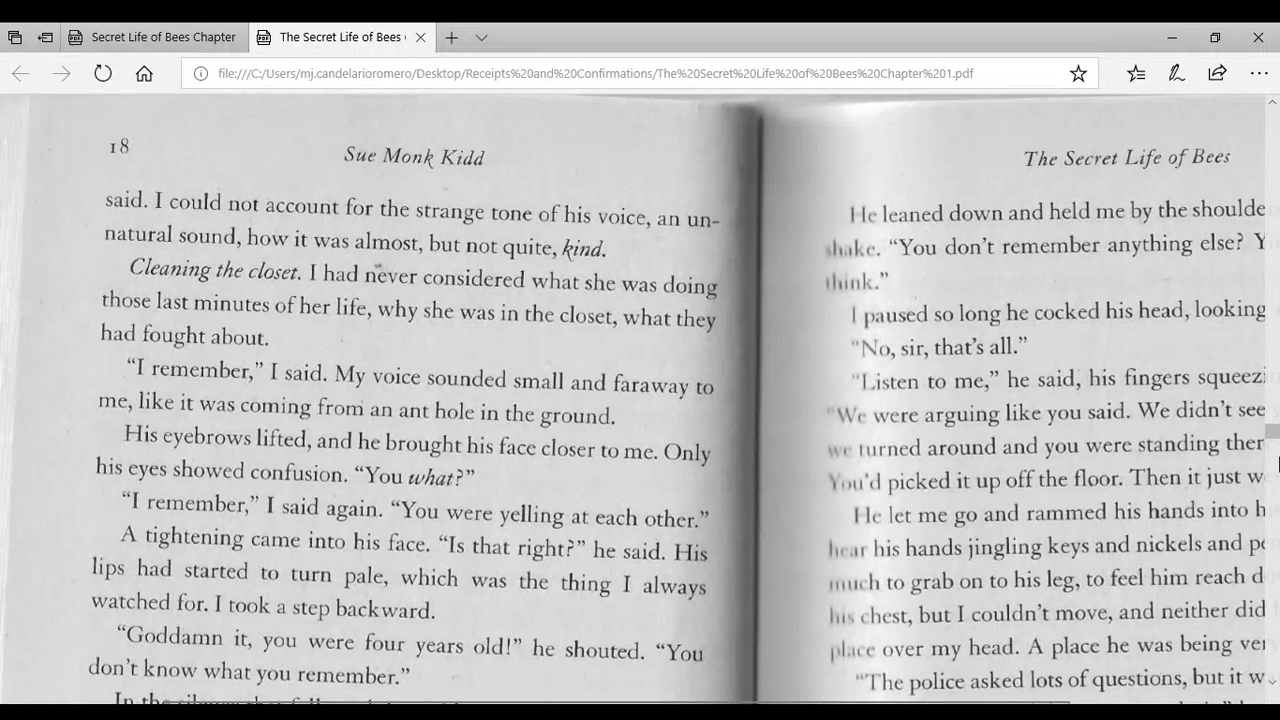 Secret Life of Bees Chapter
The Secret Life of Bees
file:///C:/Users/mj.candelarioromero/Desktop/Receipts%20and%20Confirmations/The%20Secret%20Life%20of%20Bees%20Chapter%201.pdf
18
Sue Monk Kidd
said. I could not account for the strange tone of his voice, an un-
natural sound, how it was almost, but not quite, kind.
Cleaning the closet. I had never considered what she was doing
those last minutes of her life, why she was in the closet, what they
had fought about.
“I remember,” I said. My voice sounded small and faraway to
me, like it was coming from an ant hole in the ground.
His eyebrows lifted, and he brought his face closer to me. Only
his eyes showed confusion. “You what?”
“I remember,” I said again. “You were yelling at each other.”
A tightening came into his face. “Is that right?” he said. His
lips had started to turn pale, which was the thing I always
watched for. I took a step backward.
“Goddamn it, you were four years old!” he shouted. “You
don’t know what you remember.”
In the
The Secret Life of Bees
He leaned down and held me by the shoulde
shake. “You don’t remember anything else? Y
think.”
I paused so long he cocked his head, looking
“No, sir, that’s all.”
“Listen to me,” he said, his fingers squeezi
“We were arguing like you said. We didn’t see
we turned around and you were standing ther
You’d picked it up off the floor. Then it just w
He let me go and rammed his hands into h
hear his hands jingling keys and nickels and pe
much to grab on to his leg, to feel him reach d
his chest, but I couldn’t move, and neither did
place over my head. A place he was being ver
“The police asked lots of questions, but it w